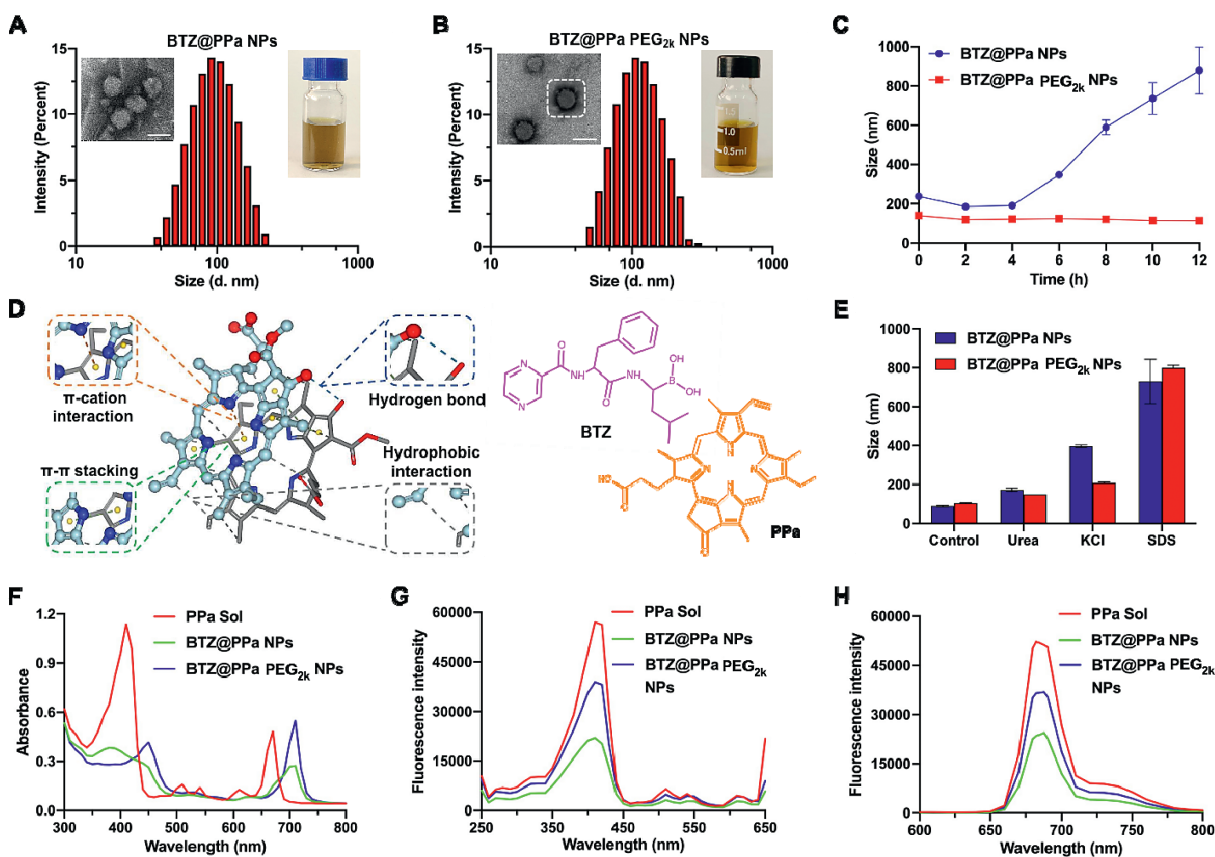 A
BTZ@PPa NPs
15
10
5
0
Intensity (Percent)
10
100
1000
Size (d. nm)
B
BTZ@PPa PEG2k NPs
15
10
5
0
Intensity (Percent)
1.0
0.5ml
10
100
1000
Size (d. nm)
C
BTZ@PPa NPs
BTZ@PPa PEG2k NPs
1000
800
600
400
200
0
Size (nm)
0 2 4 6 8 10 12
Time (h)
D
π-cation
interaction
Hydrogen bond
π-π stacking
Hydrophobic
interaction
O
NH
HN
O
B
OH
OH
N
N
BTZ
N
N
N
N
H
H
HO
O
O
PPa
E
BTZ@PPa NPs
BTZ@PPa PEG2k NPs
1000
800
600
400
200
0
Size (nm)
Control Urea KCl SDS
F
PPa Sol
BTZ@PPa NPs
BTZ@PPa PEG2k NPs
1.2
0.9
0.6
0.3
0.0
Absorbance
300 400 500 600 700 800
Wavelength (nm)
G
PPa Sol
BTZ@PPa NPs
BTZ@PPa PEG2k
NPs
60000
45000
30000
15000
0
Fluorescence intensity
250 350 450 550 650
Wavelength (nm)
H
PPa Sol
BTZ@PPa NPs
BTZ@PPa PEG2k
NPs
60000
45000
30000
15000
0
Fluorescence intensity
600 650 700 750 800
Wavelength (nm)